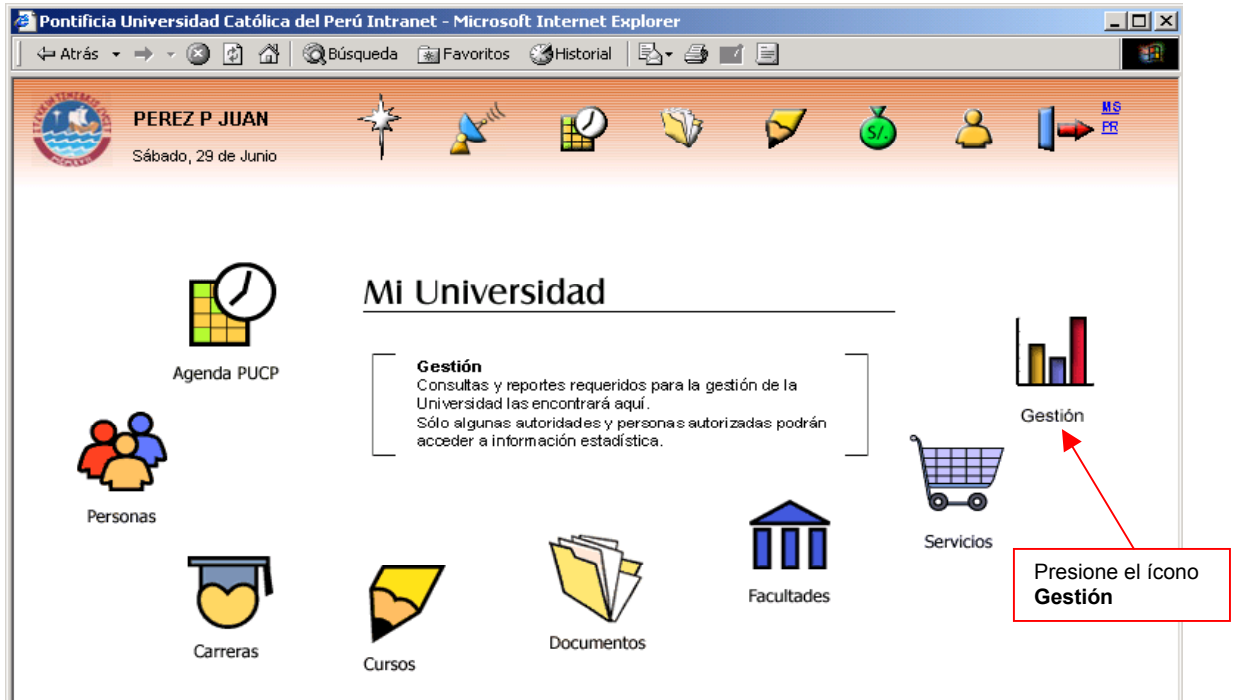 Pontificia Universidad Católica del Perú Intranet - Microsoft Internet Explorer
Atrás Búsqueda Favoritos Historial
PEREZ P JUAN
Sábado, 29 de Junio
S/.
MS
PR
Mi Universidad
Agenda PUCP
Gestión
Consultas y reportes requeridos para la gestión de la
Universidad las encontrará aquí.
Sólo algunas autoridades y personas autorizadas podrán
acceder a información estadística.
Gestión
Personas
Servicios
Presione el ícono
Gestión
Facultades
Documentos
Carreras
Cursos